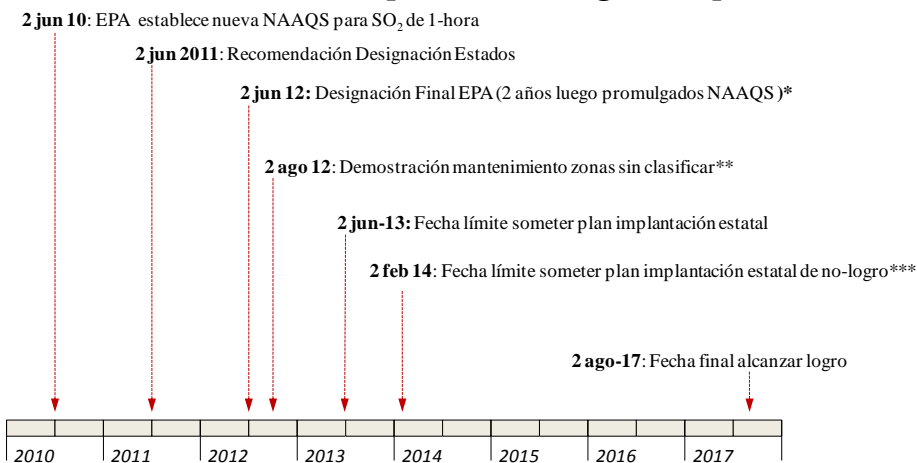 2 jun 10: EPA establece nueva NAAQS para SO2 de 1-hora
2 jun 2011: Recomendación Designación Estados
2 jun 12: Designación Final EPA (2 años luego promulgados NAAQS )*
2 ago 12: Demostración mantenimiento zonas sin clasificar**
2 jun-13: Fecha límite someter plan implantación estatal
2 feb 14: Fecha límite someter plan implantación estatal de no-logro***
2 ago-17: Fecha final alcanzar logro
2010 2011 2012 2013 2014 2015 2016 2017